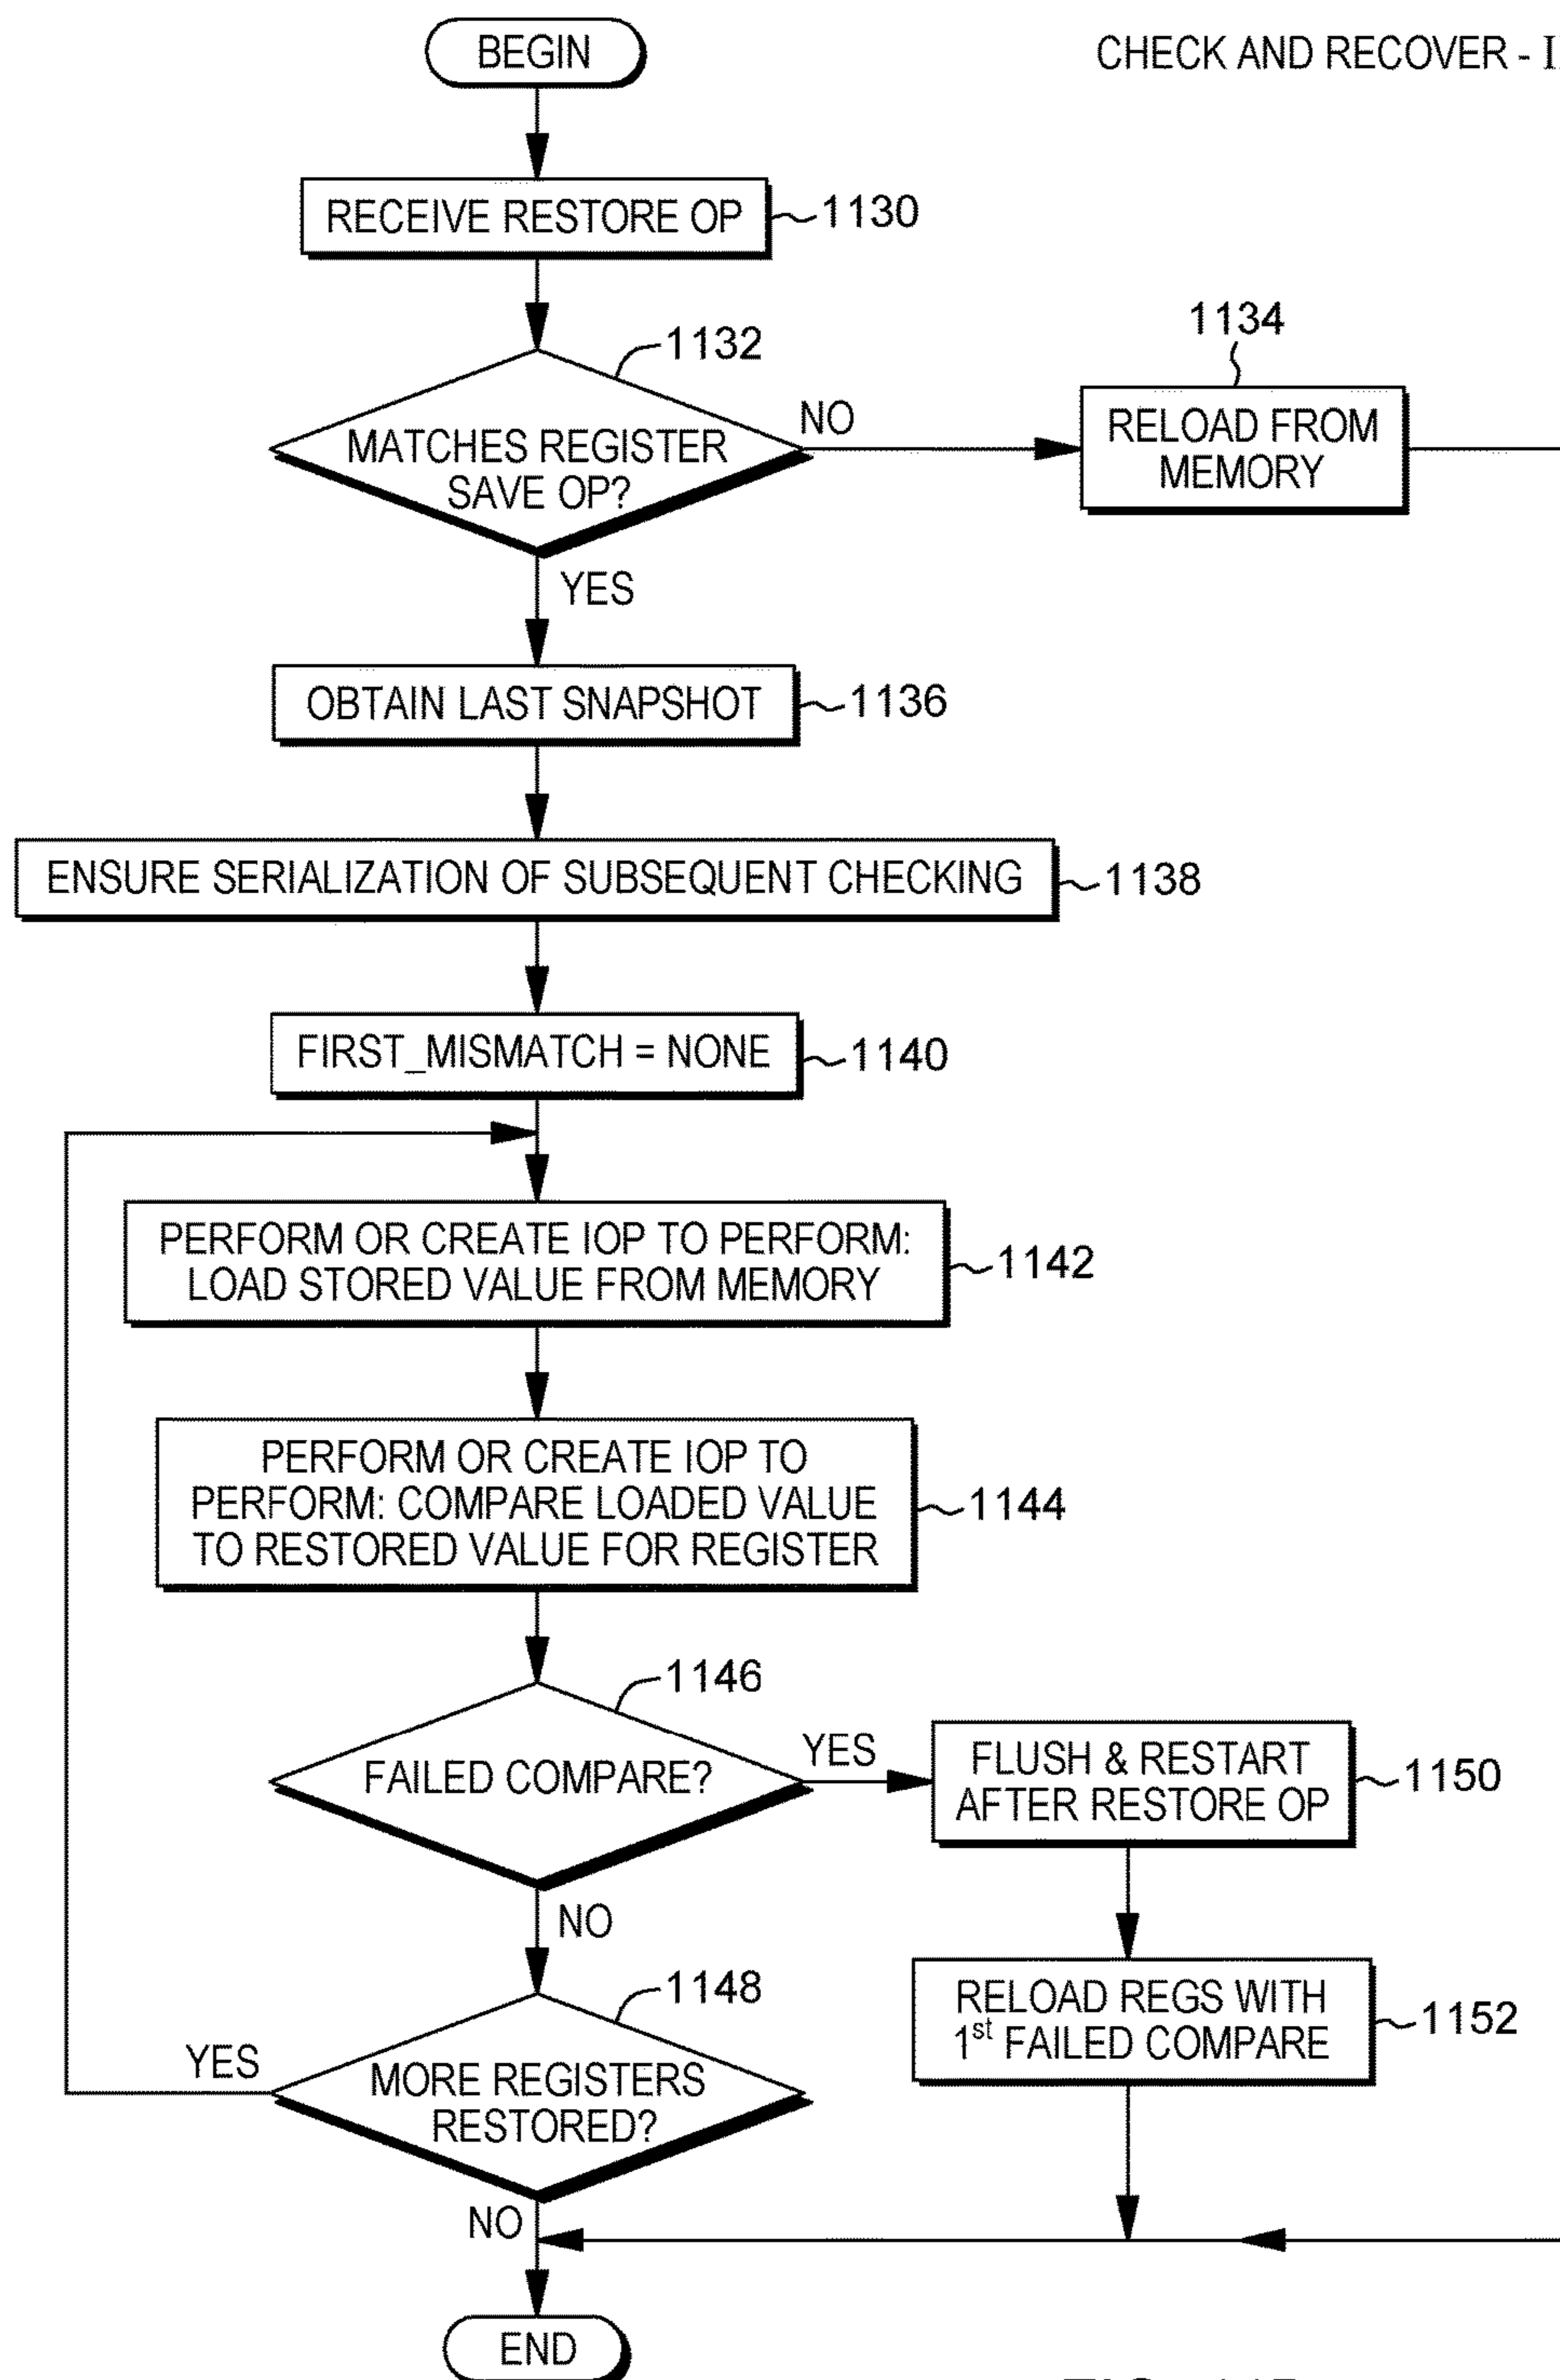 BEGIN
CHECK AND RECOVER - I
RECEIVE RESTORE OP
1130
1132
MATCHES REGISTER
SAVE OP?
NO
1134
RELOAD FROM
MEMORY
YES
OBTAIN LAST SNAPSHOT
1136
ENSURE SERIALIZATION OF SUBSEQUENT CHECKING
1138
FIRST_MISMATCH = NONE
1140
PERFORM OR CREATE IOP TO PERFORM:
LOAD STORED VALUE FROM MEMORY
1142
PERFORM OR CREATE IOP TO
PERFORM: COMPARE LOADED VALUE
TO RESTORED VALUE FOR REGISTER
1144
1146
FAILED COMPARE?
YES
FLUSH & RESTART
AFTER RESTORE OP
1150
NO
1148
MORE REGISTERS
RESTORED?
YES
RELOAD REGS WITH
1st FAILED COMPARE
1152
NO
END